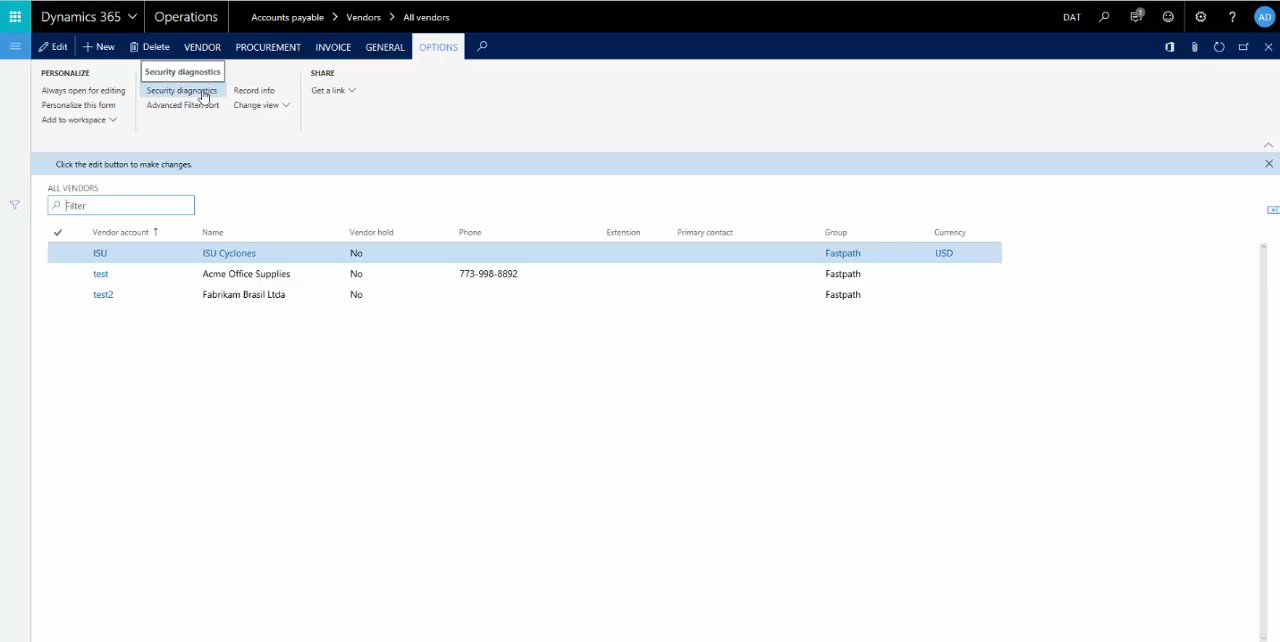 Dynamics 365 Operations Accounts payable Vendors All vendors DAT 1 ? AD
Edit New Delete VENDOR PROCUREMENT INVOICE GENERAL OPTIONS
PERSONALIZE Security diagnostics SHARE
Always open for editing Security diagnostics Record info Get a link
Personalize this form Advanced Filter/sort Change view
Add to workspace
Click the edit button to make changes.
ALL VENDORS
Filter
Vendor account Name Vendor hold Phone Extension Primary contact Group Currency
ISU ISU Cyclones No Fastpath USD
test Acme Office Supplies No 773-998-8892 Fastpath
test2 Fabrikam Brasil Ltda No Fastpath